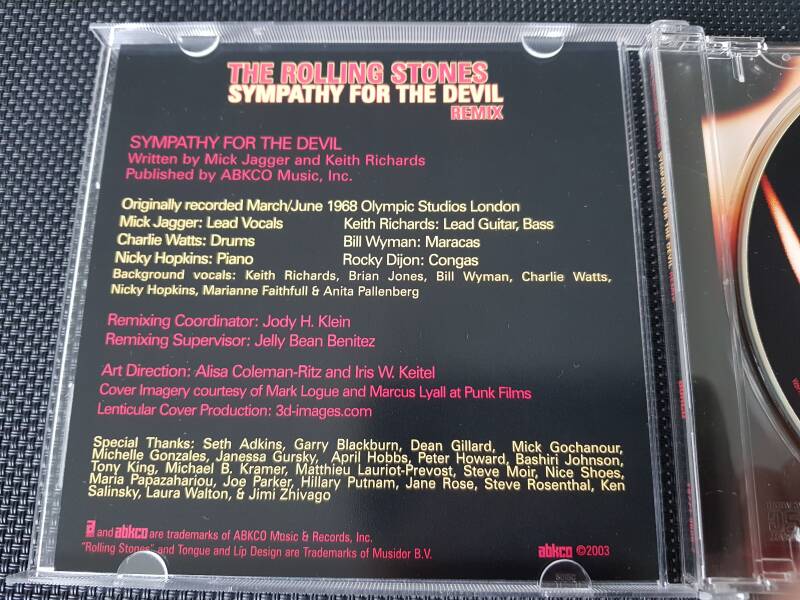 THE ROLLING STONES
SYMPATHY FOR THE DEVIL
REMIX
SYMPATHY FOR THE DEVIL
Written by Mick Jagger and Keith Richards
Published by ABKCO Music, Inc.
Originally recorded March/June 1968 Olympic Studios London
Mick Jagger: Lead Vocals Keith Richards: Lead Guitar, Bass
Charlie Watts: Drums Bill Wyman: Maracas
Nicky Hopkins: Piano Rocky Dijon: Congas
Background vocals: Keith Richards, Brian Jones, Bill Wyman, Charlie Watts,
Nicky Hopkins, Marianne Faithfull & Anita Pallenberg
Remixing Coordinator: Jody H. Klein
Remixing Supervisor: Jelly Bean Benitez
Art Direction: Alisa Coleman-Ritz and Iris W. Keitel
Cover Imagery courtesy of Mark Logue and Marcus Lyall at Punk Films
Lenticular Cover Production: 3d-images.com
Special Thanks: Seth Adkins, Garry Blackburn, Dean Gillard, Mick Gochanour,
Michelle Gonzales, Janessa Gursky, April Hobbs, Peter Howard, Bashiri Johnson,
Tony King, Michael B. Kramer, Matthieu Lauriot-Prevost, Steve Moir, Nice Shoes,
Maria Papazahariou, Joe Parker, Hillary Putnam, Jane Rose, Steve Rosenthal, Ken
Salinsky, Laura Walton, & Jimi Zhivago
a and abkco are trademarks of ABKCO Music & Records, Inc.
"Rolling Stones" and Tongue and Lip Design are Trademarks of Musidor B.V.
abkco ©2003
SYMPATHY FOR THE DEVIL